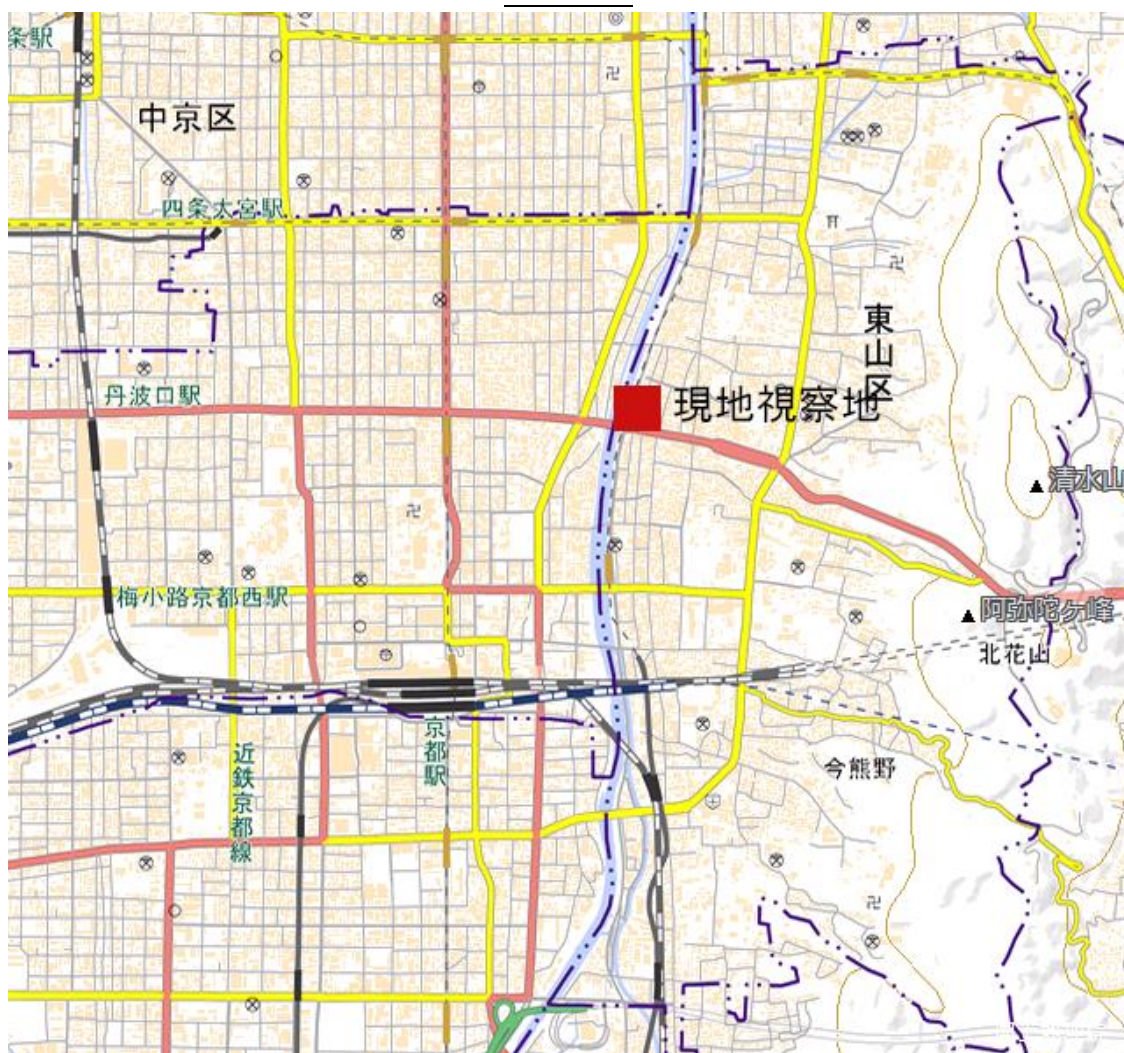 条駅
中京区
四条大宮駅
東山区
丹波口駅
現地視察地
清水山
梅小路京都西駅
阿弥陀ヶ峰
北花山
京都駅
近鉄京都線
今熊野